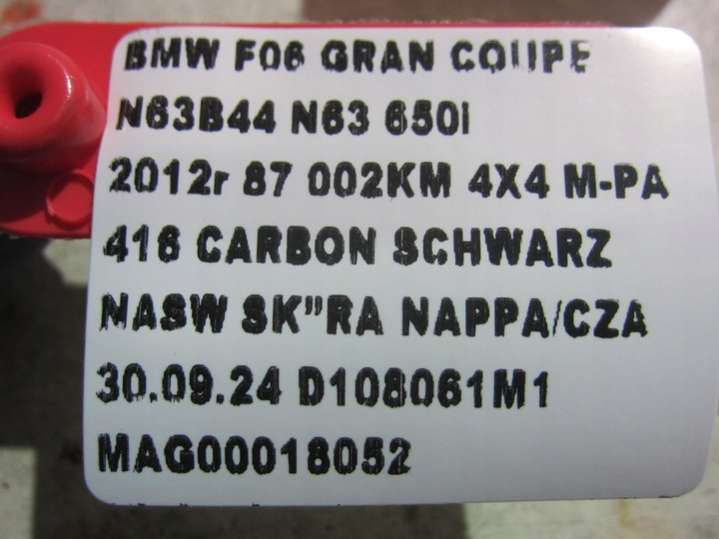 BMW F06 GRAN COUPE
N63B44 N63 650i
2012r 87 002KM 4X4 M-PA
416 CARBON SCHWARZ
NASW SK"RA NAPPA/CZA
30.09.24 D108061M1
MAG00018052